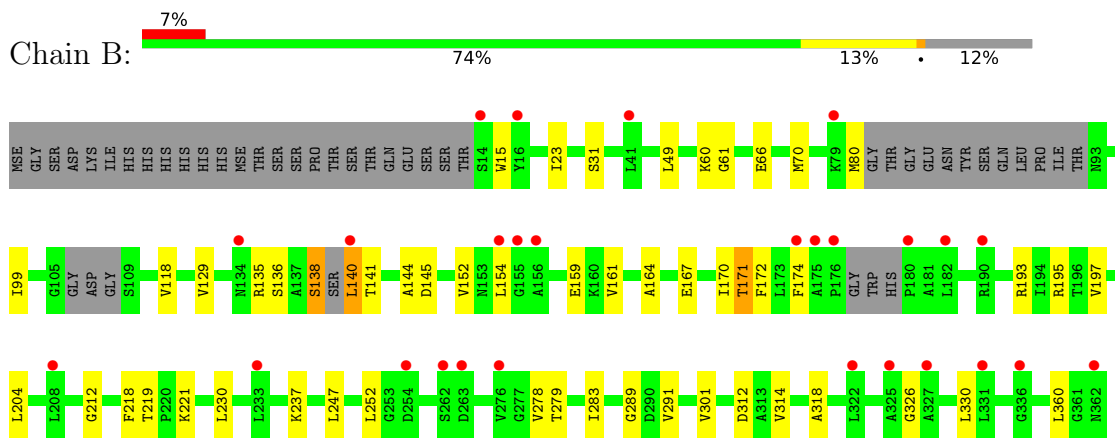 7%
Chain B:
74% 13% • 12%
MSE GLY SER ASP LYS ILE HIS HIS HIS HIS HIS HIS MSE THR SER SER PRO THR SER THR GLN GLU SER SER THR S14 W15 Y16 I23 S31 L41 L49 K60 G61 E66 M70 K79 M80 GLY THR GLY GLU ASN TYR SER GLN LEU PRO ILE THR N93
I99 G105 GLY ASP GLY S109 V118 V129 N134 R135 S136 A137 S138 SER L140 T141 A144 D145 V152 N153 L154 G155 A156 E159 K160 V161 A164 E167 I170 T171 F172 L173 F174 A175 P176 GLY TRP HIS P180 A181 L182 R190 R193 I194 R195 T196 V197
L204 L208 G212 F218 T219 P220 K221 L230 L233 K237 L247 L252 G253 D254 S262 D263 V276 G277 V278 T279 I283 G289 D290 V291 V301 D312 A313 V314 A318 L322 A325 G326 A327 L330 L331 G336 L360 G361 N362